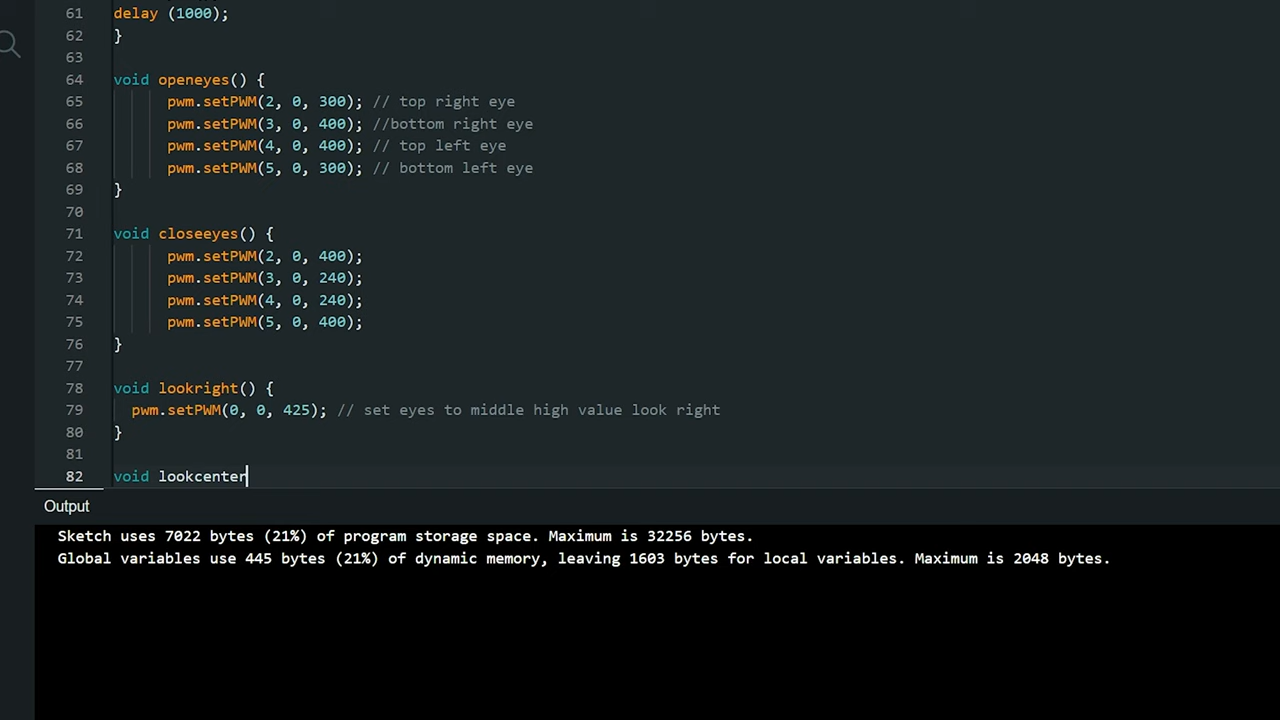 61 delay (1000);
62 }
63
64 void openeyes() {
65 pwm.setPWM(2, 0, 300); // top right eye
66 pwm.setPWM(3, 0, 400); //bottom right eye
67 pwm.setPWM(4, 0, 400); // top left eye
68 pwm.setPWM(5, 0, 300); // bottom left eye
69 }
70
71 void closeeyes() {
72 pwm.setPWM(2, 0, 400);
73 pwm.setPWM(3, 0, 240);
74 pwm.setPWM(4, 0, 240);
75 pwm.setPWM(5, 0, 400);
76 }
77
78 void lookright() {
79 pwm.setPWM(0, 0, 425); // set eyes to middle high value look right
80 }
81
82 void lookcenter
Output
Sketch uses 7022 bytes (21%) of program storage space. Maximum is 32256 bytes.
Global variables use 445 bytes (21%) of dynamic memory, leaving 1603 bytes for local variables. Maximum is 2048 bytes.